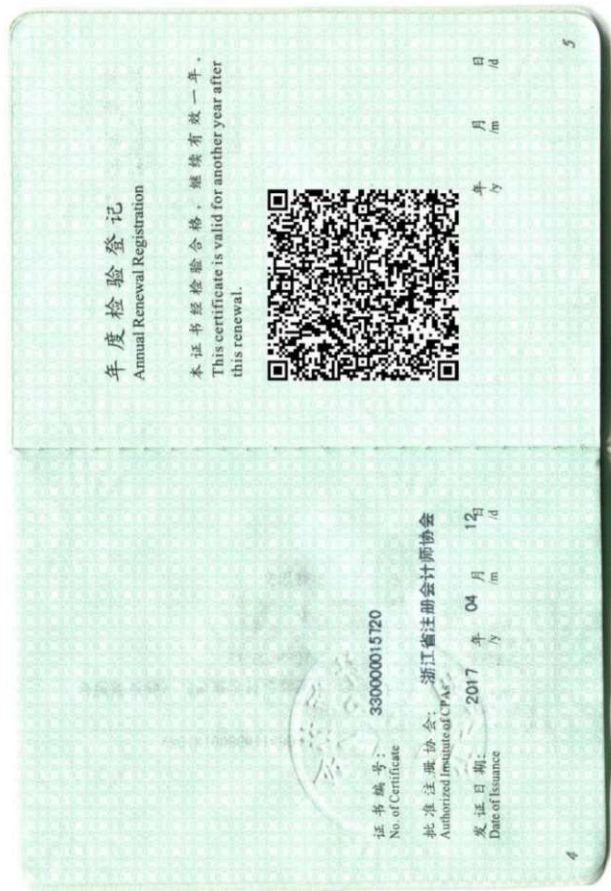 证书编号： 330000015720
No. of Certificate
批准注册协会： 浙江省注册会计师协会
Authorized Institute of CPAs
发证日期： 2017 年 04 月 12 日
Date of Issuance /y /m /d
4
年度检验登记
Annual Renewal Registration
本证书经检验合格，继续有效一年。
This certificate is valid for another year after
this renewal.
年 月 日
/y /m /d
5